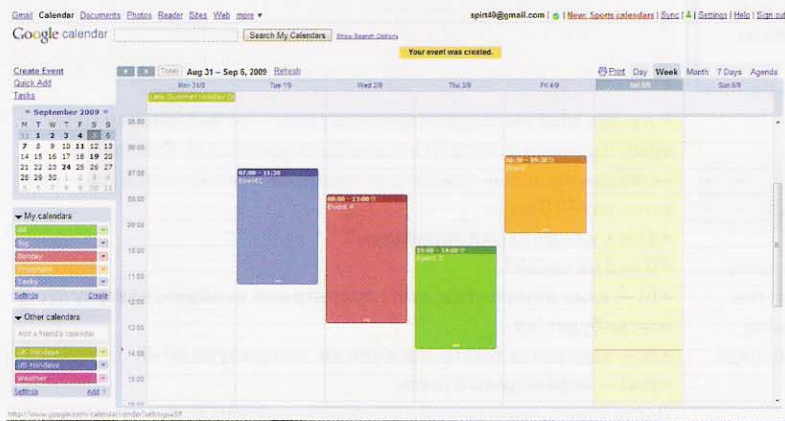 Gmail Calendar Documents Photos Reader Sites Web more ▼
spirt40@gmail.com | New: Sports calendars | Sync | Settings | Help | Sign out
Google calendar
Search My Calendars
Show Search Options
Your event was created.
Create Event
Quick Add
Tasks
Today
Aug 31 – Sep 6, 2009
Refresh
Print Day Week Month 7 Days Agenda
Mon 31/8 Tue 1/9 Wed 2/9 Thu 3/9 Fri 4/9 Sat 5/9 Sun 6/9
Late Summer Holiday
« September 2009 »
M T W T F S S
31 1 2 3 4 5 6
7 8 9 10 11 12 13
14 15 16 17 18 19 20
21 22 23 24 25 26 27
28 29 30 1 2 3 4
5 6 7 8 9 10 11
05:00
06:00
07:00
08:00
09:00
10:00
11:00
12:00
13:00
14:00
15:00
07:00 – 11:30
08:00 – 13:00
Event 4
10:00 – 14:00
06:30 – 09:30
Event
My calendars
All
Big
Important
Tasks
Settings
Create
Other calendars
Add a friend's calendar
UK Holidays
US Holidays
Weather
Settings
Add